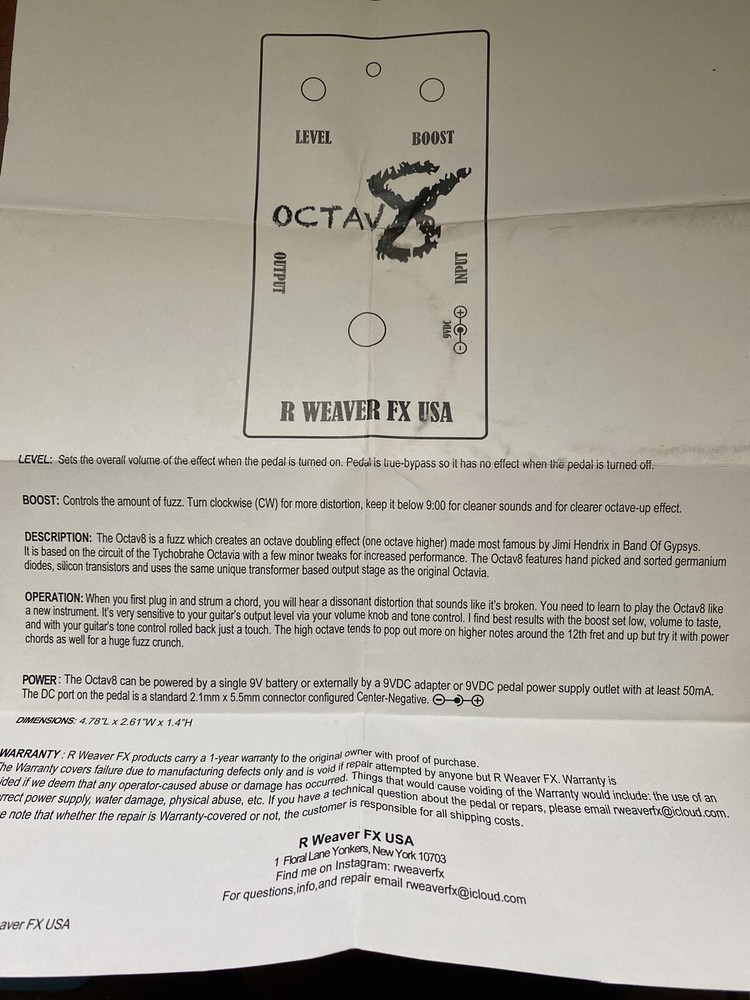 LEVEL BOOST
OCTAV8
OUTPUT INPUT
9VDC
R WEAVER FX USA
LEVEL: Sets the overall volume of the effect when the pedal is turned on. Pedal is true-bypass so it has no effect when the pedal is turned off.
BOOST: Controls the amount of fuzz. Turn clockwise (CW) for more distortion, keep it below 9:00 for cleaner sounds and for clearer octave-up effect.
DESCRIPTION: The Octav8 is a fuzz which creates an octave doubling effect (one octave higher) made most famous by Jimi Hendrix in Band Of Gypsys.
It is based on the circuit of the Tychobrahe Octavia with a few minor tweaks for increased performance. The Octav8 features hand picked and sorted germanium
diodes, silicon transistors and uses the same unique transformer based output stage as the original Octavia.
OPERATION: When you first plug in and strum a chord, you will hear a dissonant distortion that sounds like it's broken. You need to learn to play the Octav8 like
a new instrument. It's very sensitive to your guitar's output level via your volume knob and tone control. I find best results with the boost set low, volume to taste,
and with your guitar's tone control rolled back just a touch. The high octave tends to pop out more on higher notes around the 12th fret and up but try it with power
chords as well for a huge fuzz crunch.
POWER: The Octav8 can be powered by a single 9V battery or externally by a 9VDC adapter or 9VDC pedal power supply outlet with at least 50mA.
The DC port on the pedal is a standard 2.1mm x 5.5mm connector configured Center-Negative.
DIMENSIONS: 4.78"L x 2.61"W x 1.4"H
WARRANTY: R Weaver FX products carry a 1-year warranty to the original owner with proof of purchase.
he Warranty covers failure due to manufacturing defects only and is void if repair attempted by anyone but R Weaver FX. Warranty is
ided if we deem that any operator-caused abuse or damage has occurred. Things that would cause voiding of the Warranty would include: the use of an
rrect power supply, water damage, physical abuse, etc. If you have a technical question about the pedal or repars, please email rweaverfx@icloud.com.
e note that whether the repair is Warranty-covered or not, the customer is responsible for all shipping costs.
R Weaver FX USA
1 Floral Lane Yonkers, New York 10703
Find me on Instagram: rweaverfx
For questions,info,and repair email rweaverfx@icloud.com
aver FX USA